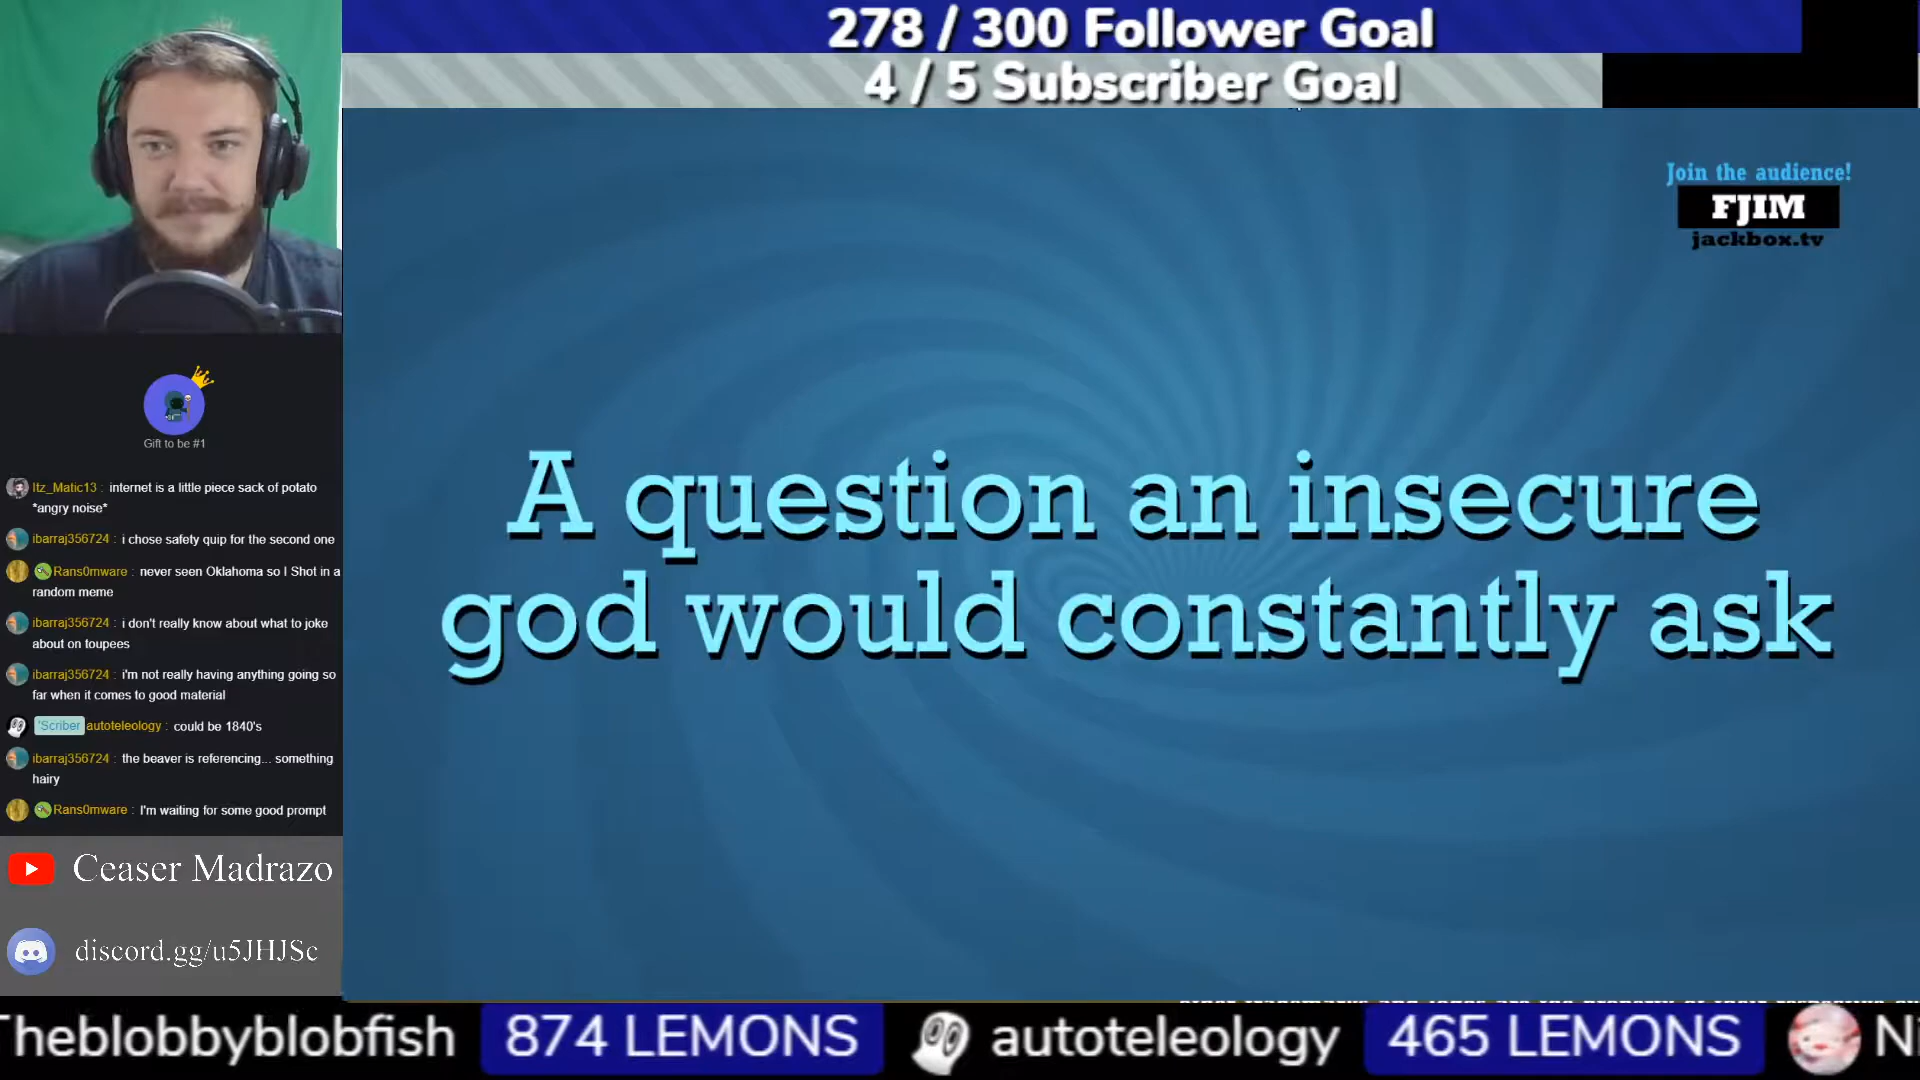 278 / 300 Follower Goal
4 / 5 Subscriber Goal
Join the audience!
FJIM
jackbox.tv
A question an insecure
god would constantly ask
Gift to be #1
Itz_Matic13 : internet is a little piece sack of potato
*angry noise*
ibarraj356724 : i chose safety quip for the second one
Rans0mware : never seen Oklahoma so I Shot in a
random meme
ibarraj356724 : i don't really know about what to joke
about on toupees
ibarraj356724 : i'm not really having anything going so
far when it comes to good material
'Scriber autoteleology : could be 1840's
ibarraj356724 : the beaver is referencing... something
hairy
Rans0mware : I'm waiting for some good prompt
Ceaser Madrazo
discord.gg/u5JHJSc
Theblobbyblobfish 874 LEMONS autoteleology 465 LEMONS